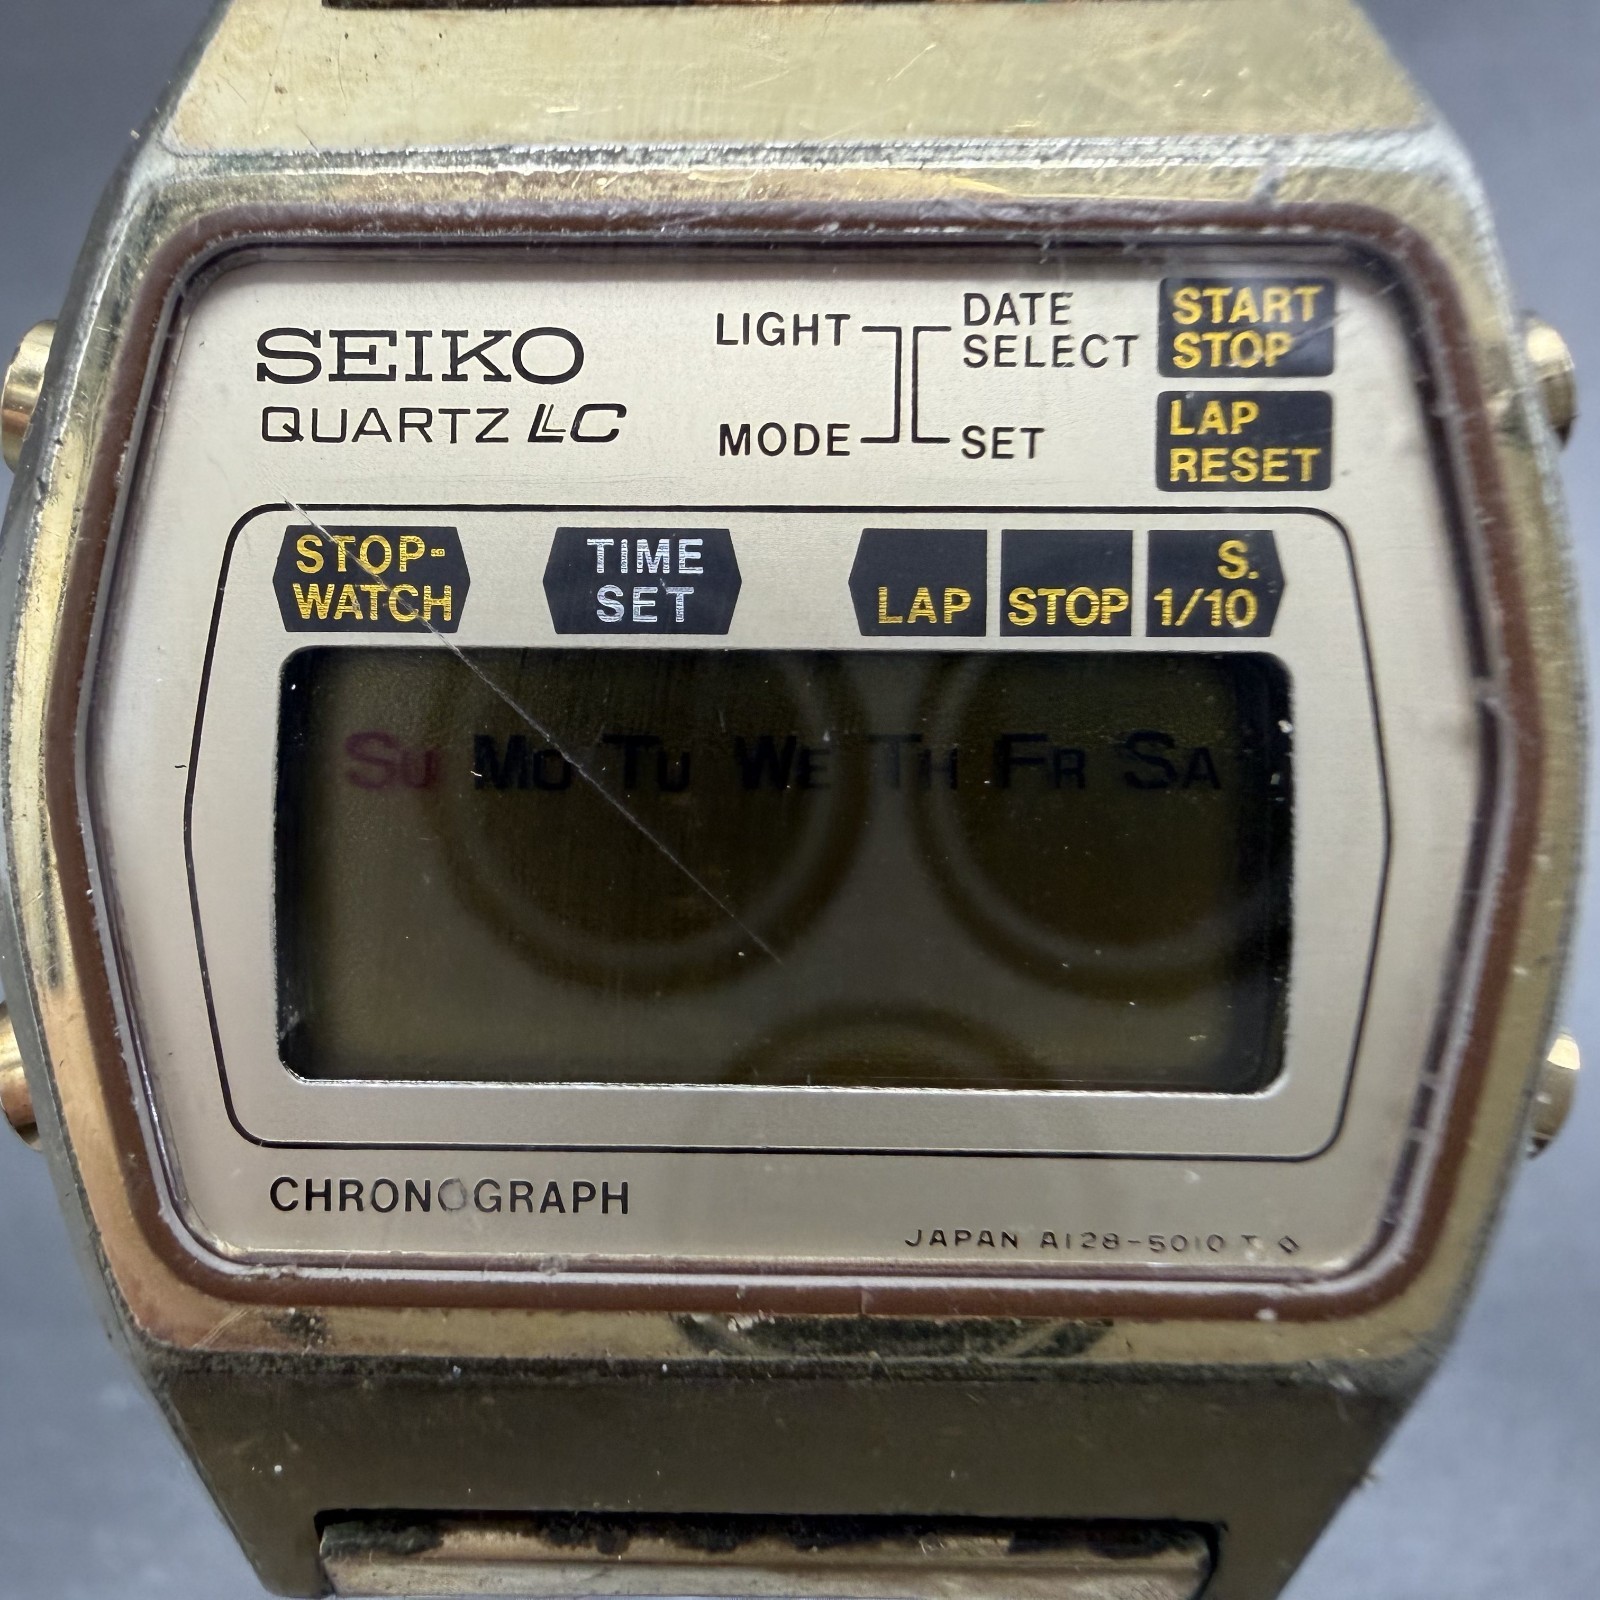 SEIKO
QUARTZ LC
LIGHT
MODE
DATE
SELECT
SET
START
STOP
LAP
RESET
STOP-
WATCH
TIME
SET
LAP
STOP
S.
1/10
SU MO TU WE TH FR SA
CHRONOGRAPH
JAPAN A128-5010 T